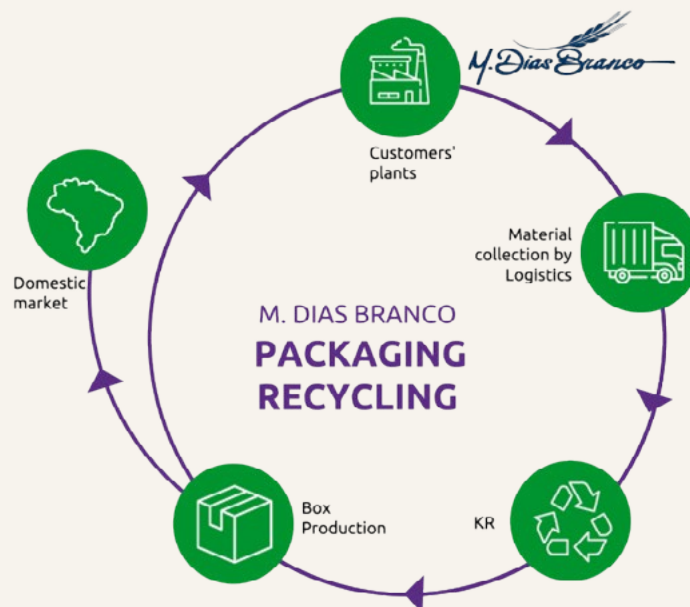 M. Dias Branco
Customers'
plants
Material
collection by
Logistics
Domestic
market
M. DIAS BRANCO
PACKAGING
RECYCLING
Box
Production
KR